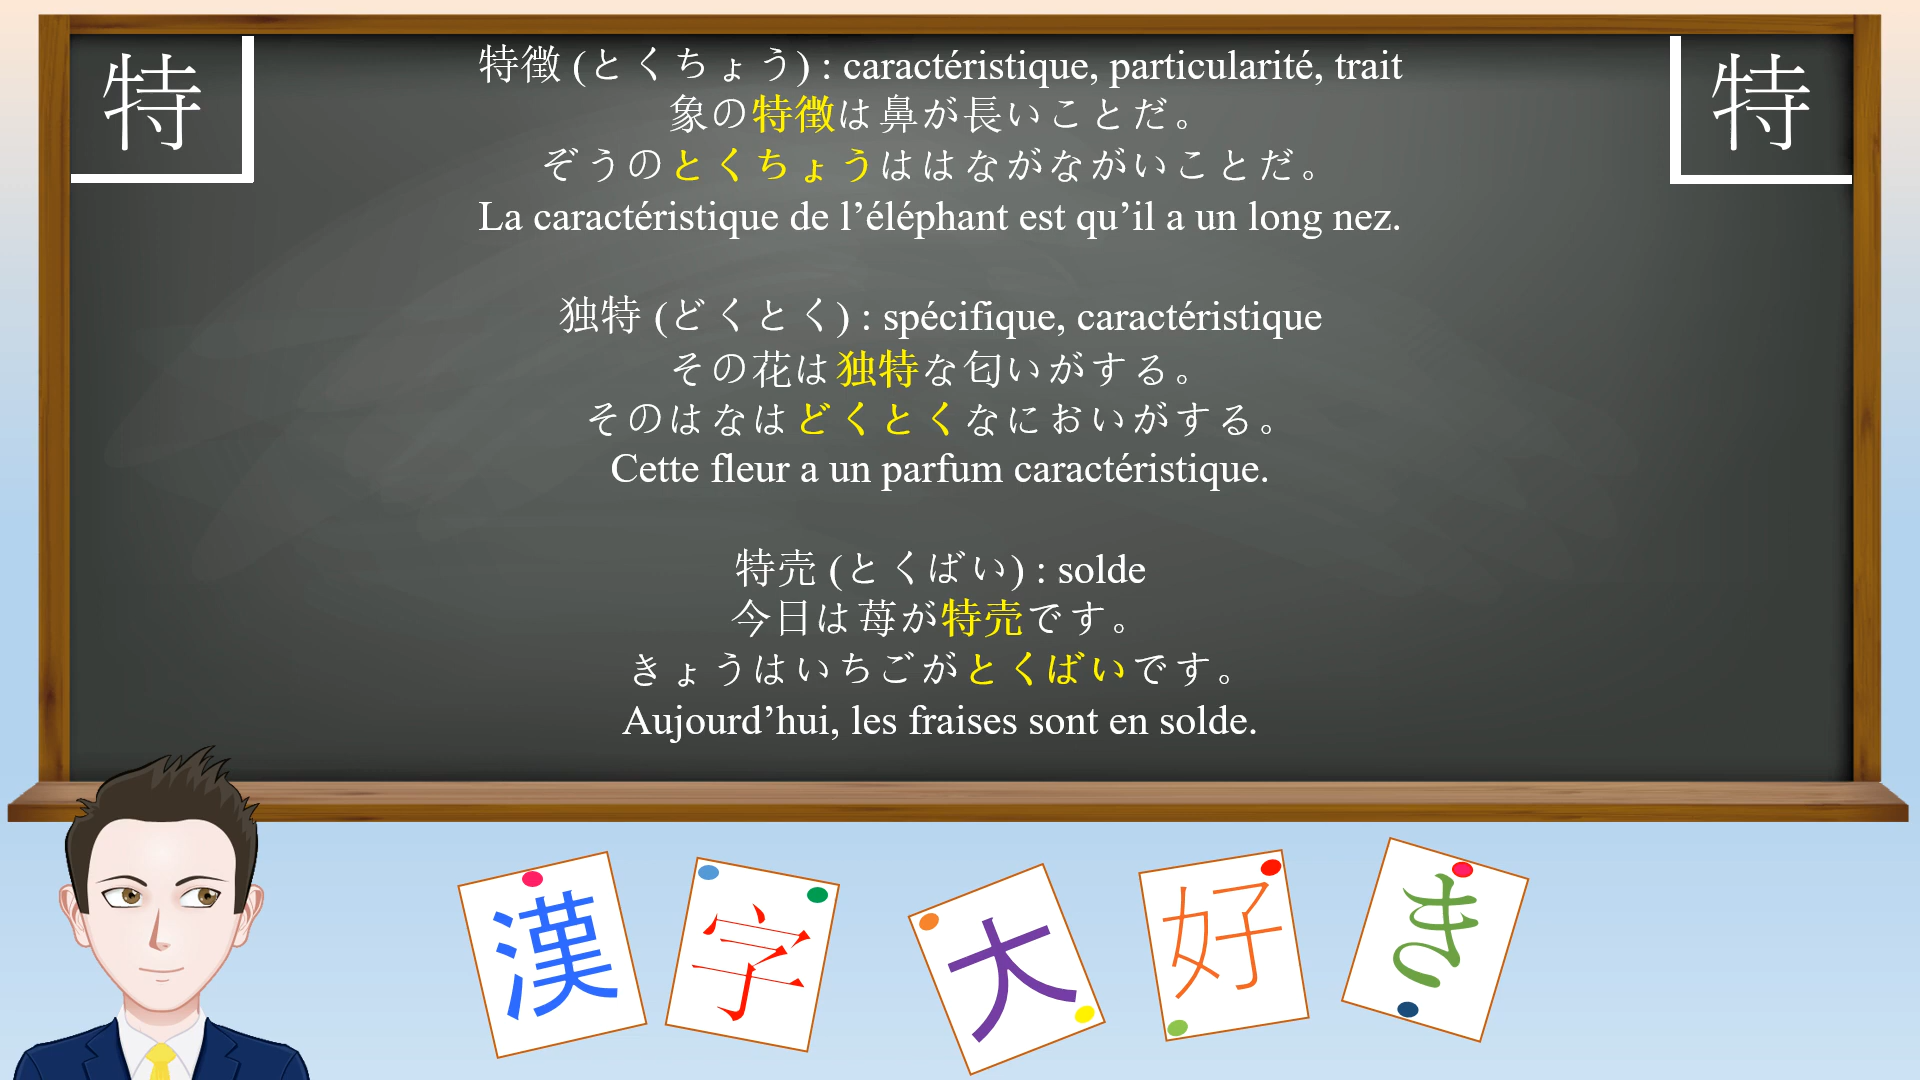 特
特
特徴 (とくちょう) : caractéristique, particularité, trait
象の特徴は鼻が長いことだ。
ぞうのとくちょうははながながいことだ。
La caractéristique de l’éléphant est qu’il a un long nez.
独特 (どくとく) : spécifique, caractéristique
その花は独特な匂いがする。
そのはなはどくとくなにおいがする。
Cette fleur a un parfum caractéristique.
特売 (とくばい) : solde
今日は苺が特売です。
きょうはいちごがとくばいです。
Aujourd’hui, les fraises sont en solde.
漢字大好き